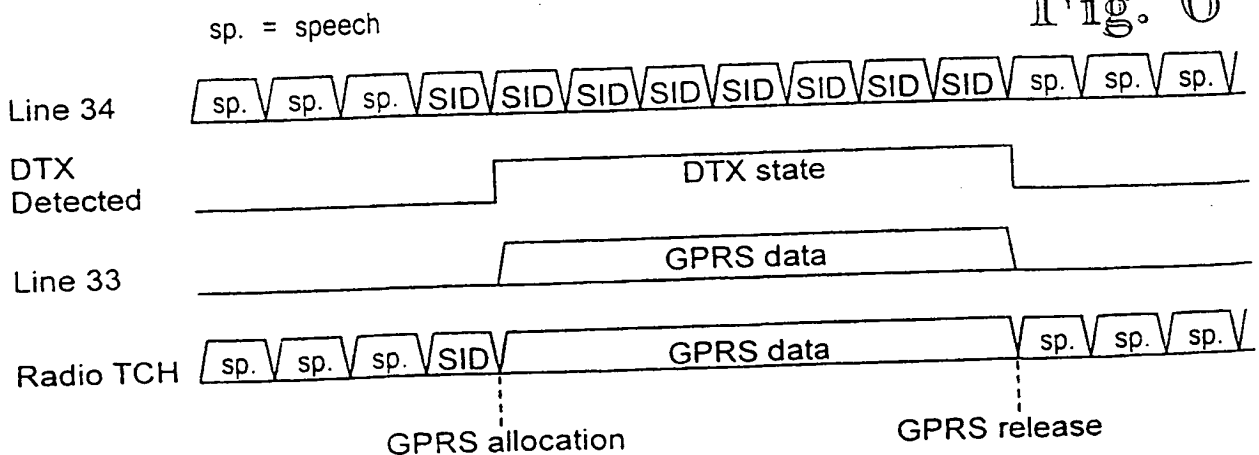 Fig.
sp. = speech
Line 34 sp. sp. sp. SID SID SID SID SID SID SID SID sp. sp. sp.
DTX
Detected
DTX state
Line 33 GPRS data
Radio TCH sp. sp. sp. SID GPRS data sp. sp. sp.
GPRS allocation GPRS release